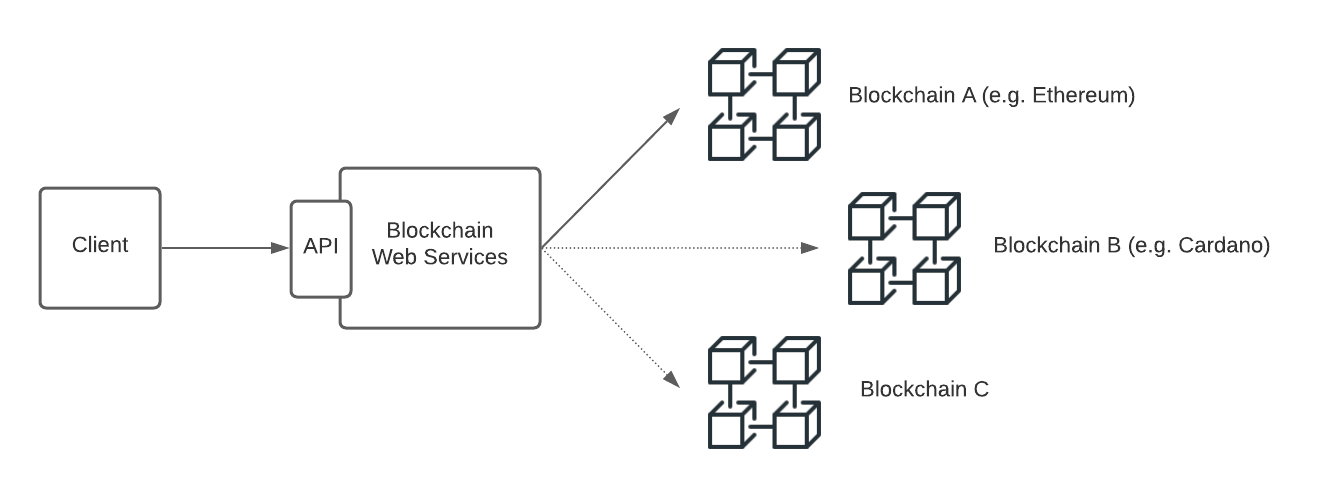 Blockchain A (e.g. Ethereum)
Client
API
Blockchain
Web Services
Blockchain B (e.g. Cardano)
Blockchain C